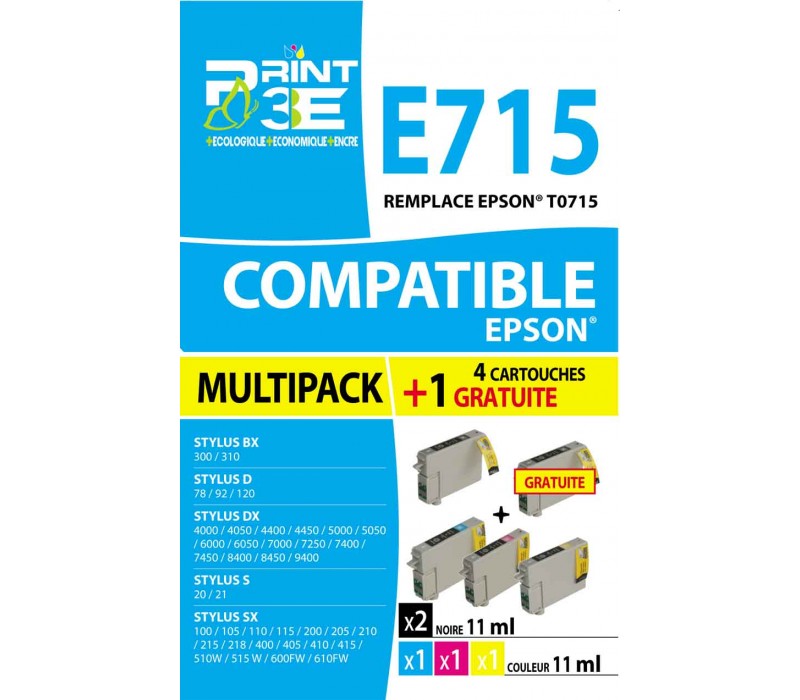 PRINT
3E
+ECOLOGIQUE+ECONOMIQUE+ENCRE
E715
REMPLACE EPSON® T0715
COMPATIBLE
EPSON®
MULTIPACK
4 CARTOUCHES
+1 GRATUITE
STYLUS BX
300 / 310
STYLUS D
78 / 92 / 120
STYLUS DX
4000 / 4050 / 4400 / 4450 / 5000 / 5050
/ 6000 / 6050 / 7000 / 7250 / 7400 /
7450 / 8400 / 8450 / 9400
STYLUS S
20 / 21
STYLUS SX
100 / 105 / 110 / 115 / 200 / 205 / 210
/ 215 / 218 / 400 / 405 / 410 / 415 /
510W / 515 W / 600FW / 610FW
GRATUITE
+
x2 NOIRE 11 ml
x1 x1 x1 COULEUR 11 ml